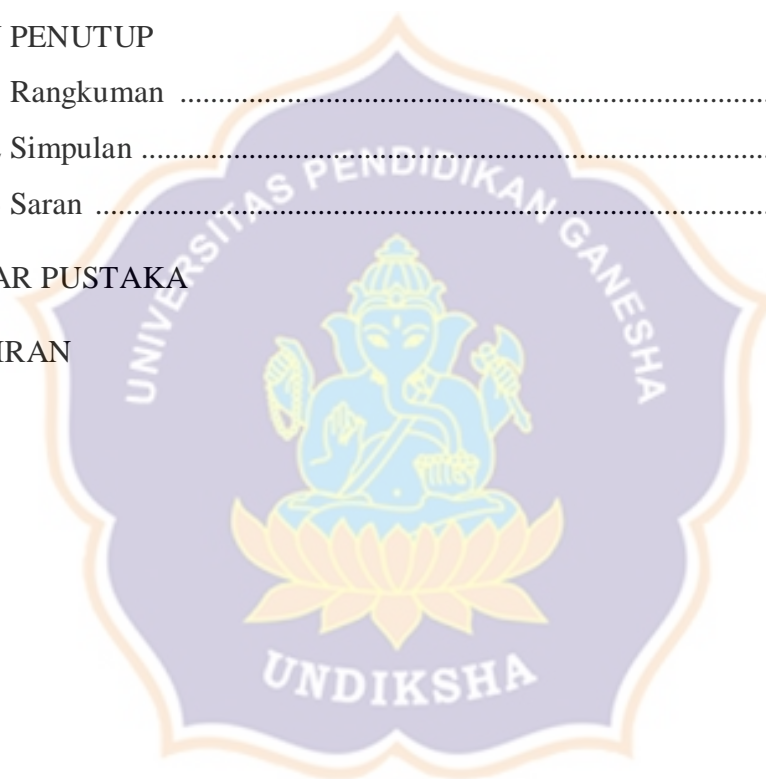 PENUTUP
Rangkuman ........................................................................
Simpulan .............................................................................
Saran ...................................................................................
AR PUSTAKA
IRAN
UNIVERSITAS PENDIDIKAN GANESHA
UNDIKSHA